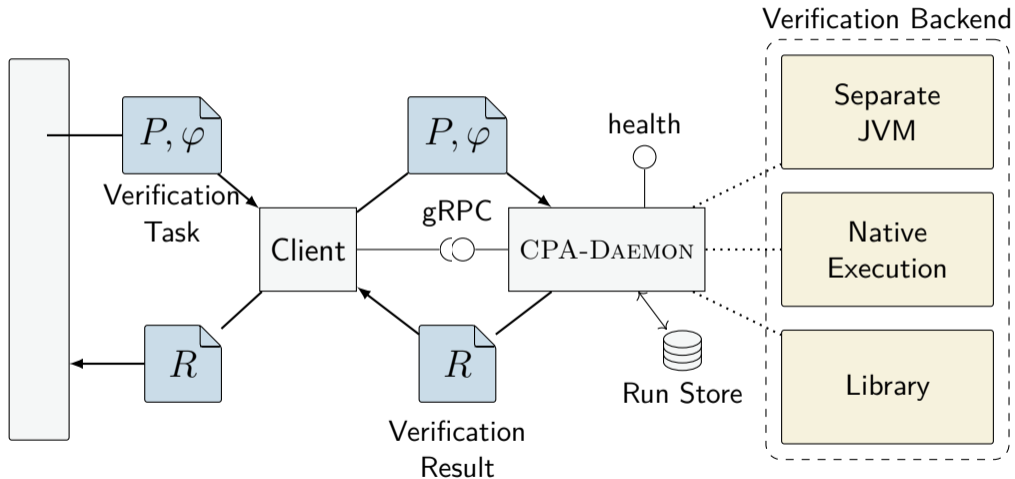 Verification Backend
P, φ
Verification
Task
P, φ
health
Separate
JVM
gRPC
Client
CPA-Daemon
Native
Execution
R
R
Verification
Result
Run Store
Library